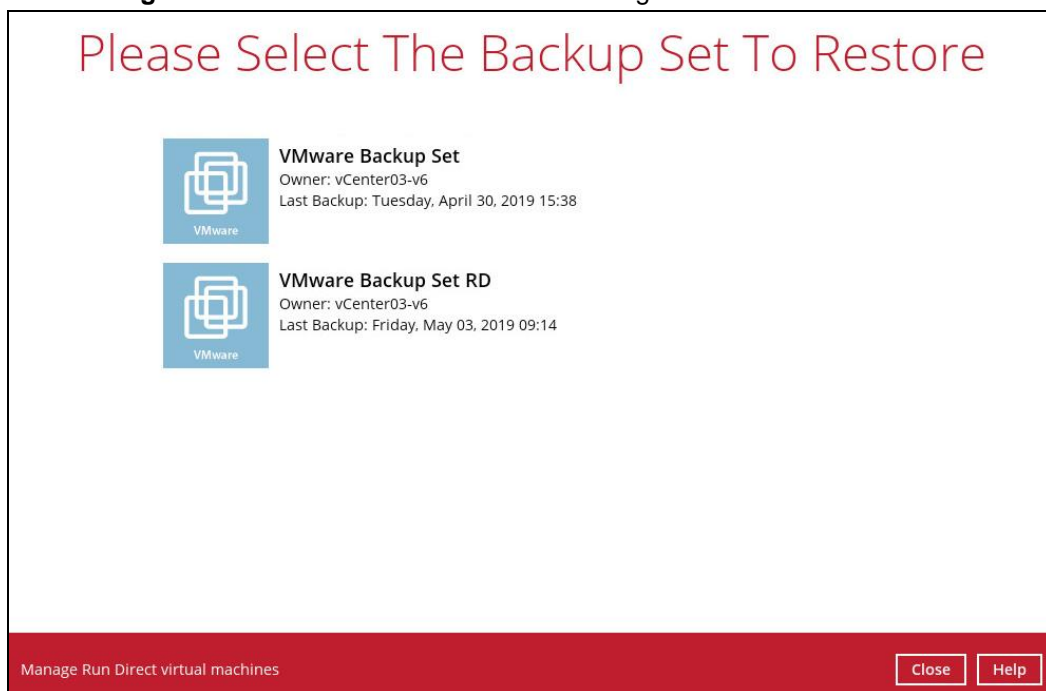 Please Select The Backup Set To Restore
VMware Backup Set
Owner: vCenter03-v6
Last Backup: Tuesday, April 30, 2019 15:38
VMware
VMware Backup Set RD
Owner: vCenter03-v6
Last Backup: Friday, May 03, 2019 09:14
VMware
Manage Run Direct virtual machines
Close
Help